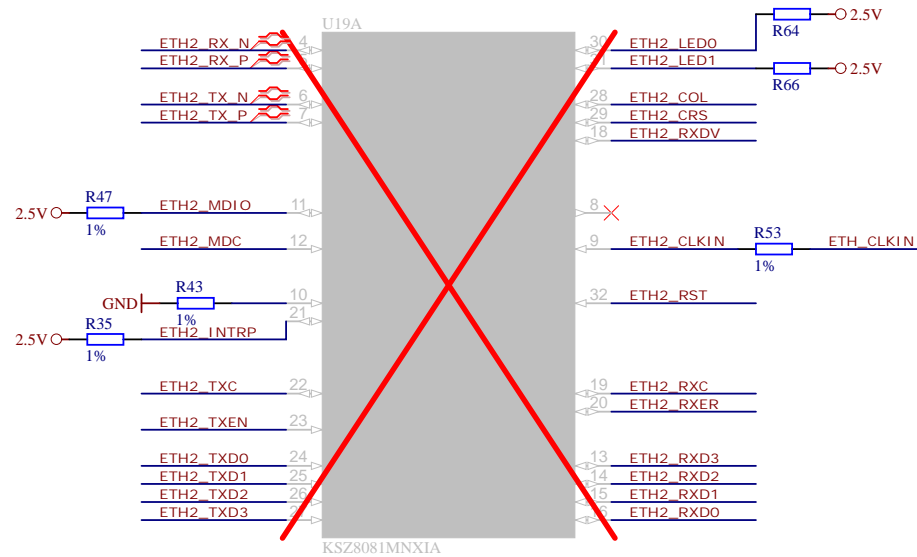 U19A
ETH2_RX_N 4
ETH2_RX_P
ETH2_TX_N 6
ETH2_TX_P 7
2.5V R47 1% ETH2_MDIO 11
ETH2_MDC 12
GND R43 1% 10
2.5V R35 1% ETH2_INTRP 21
ETH2_TXC 22
ETH2_TXEN 23
ETH2_TXD0 24
ETH2_TXD1 25
ETH2_TXD2 26
ETH2_TXD3
30 ETH2_LED0 R64 2.5V
ETH2_LED1 R66 2.5V
28 ETH2_COL
29 ETH2_CRS
18 ETH2_RXDV
8
9 ETH2_CLKIN R53 1% ETH_CLKIN
32 ETH2_RST
19 ETH2_RXC
20 ETH2_RXER
13 ETH2_RXD3
14 ETH2_RXD2
15 ETH2_RXD1
ETH2_RXD0
KSZ8081MNXIA